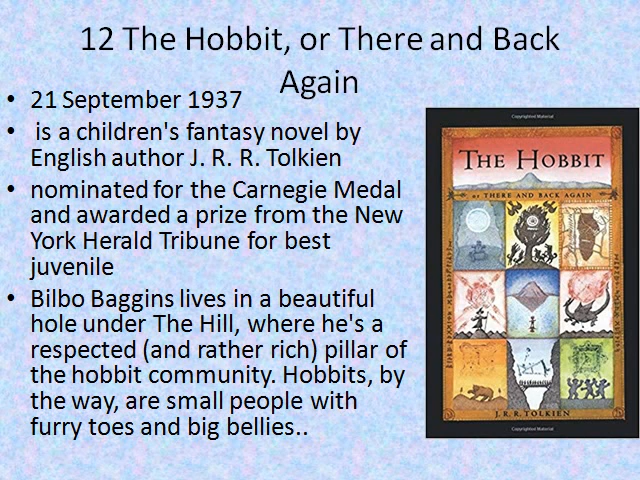 12 The Hobbit, or There and Back
Again
• 21 September 1937
• is a children's fantasy novel by
English author J. R. R. Tolkien
• nominated for the Carnegie Medal
and awarded a prize from the New
York Herald Tribune for best
juvenile
• Bilbo Baggins lives in a beautiful
hole under The Hill, where he's a
respected (and rather rich) pillar of
the hobbit community. Hobbits, by
the way, are small people with
furry toes and big bellies..
Copyrighted Material
THE HOBBIT
OR THERE AND BACK AGAIN
J.R.R. TOLKIEN
Copyrighted Material